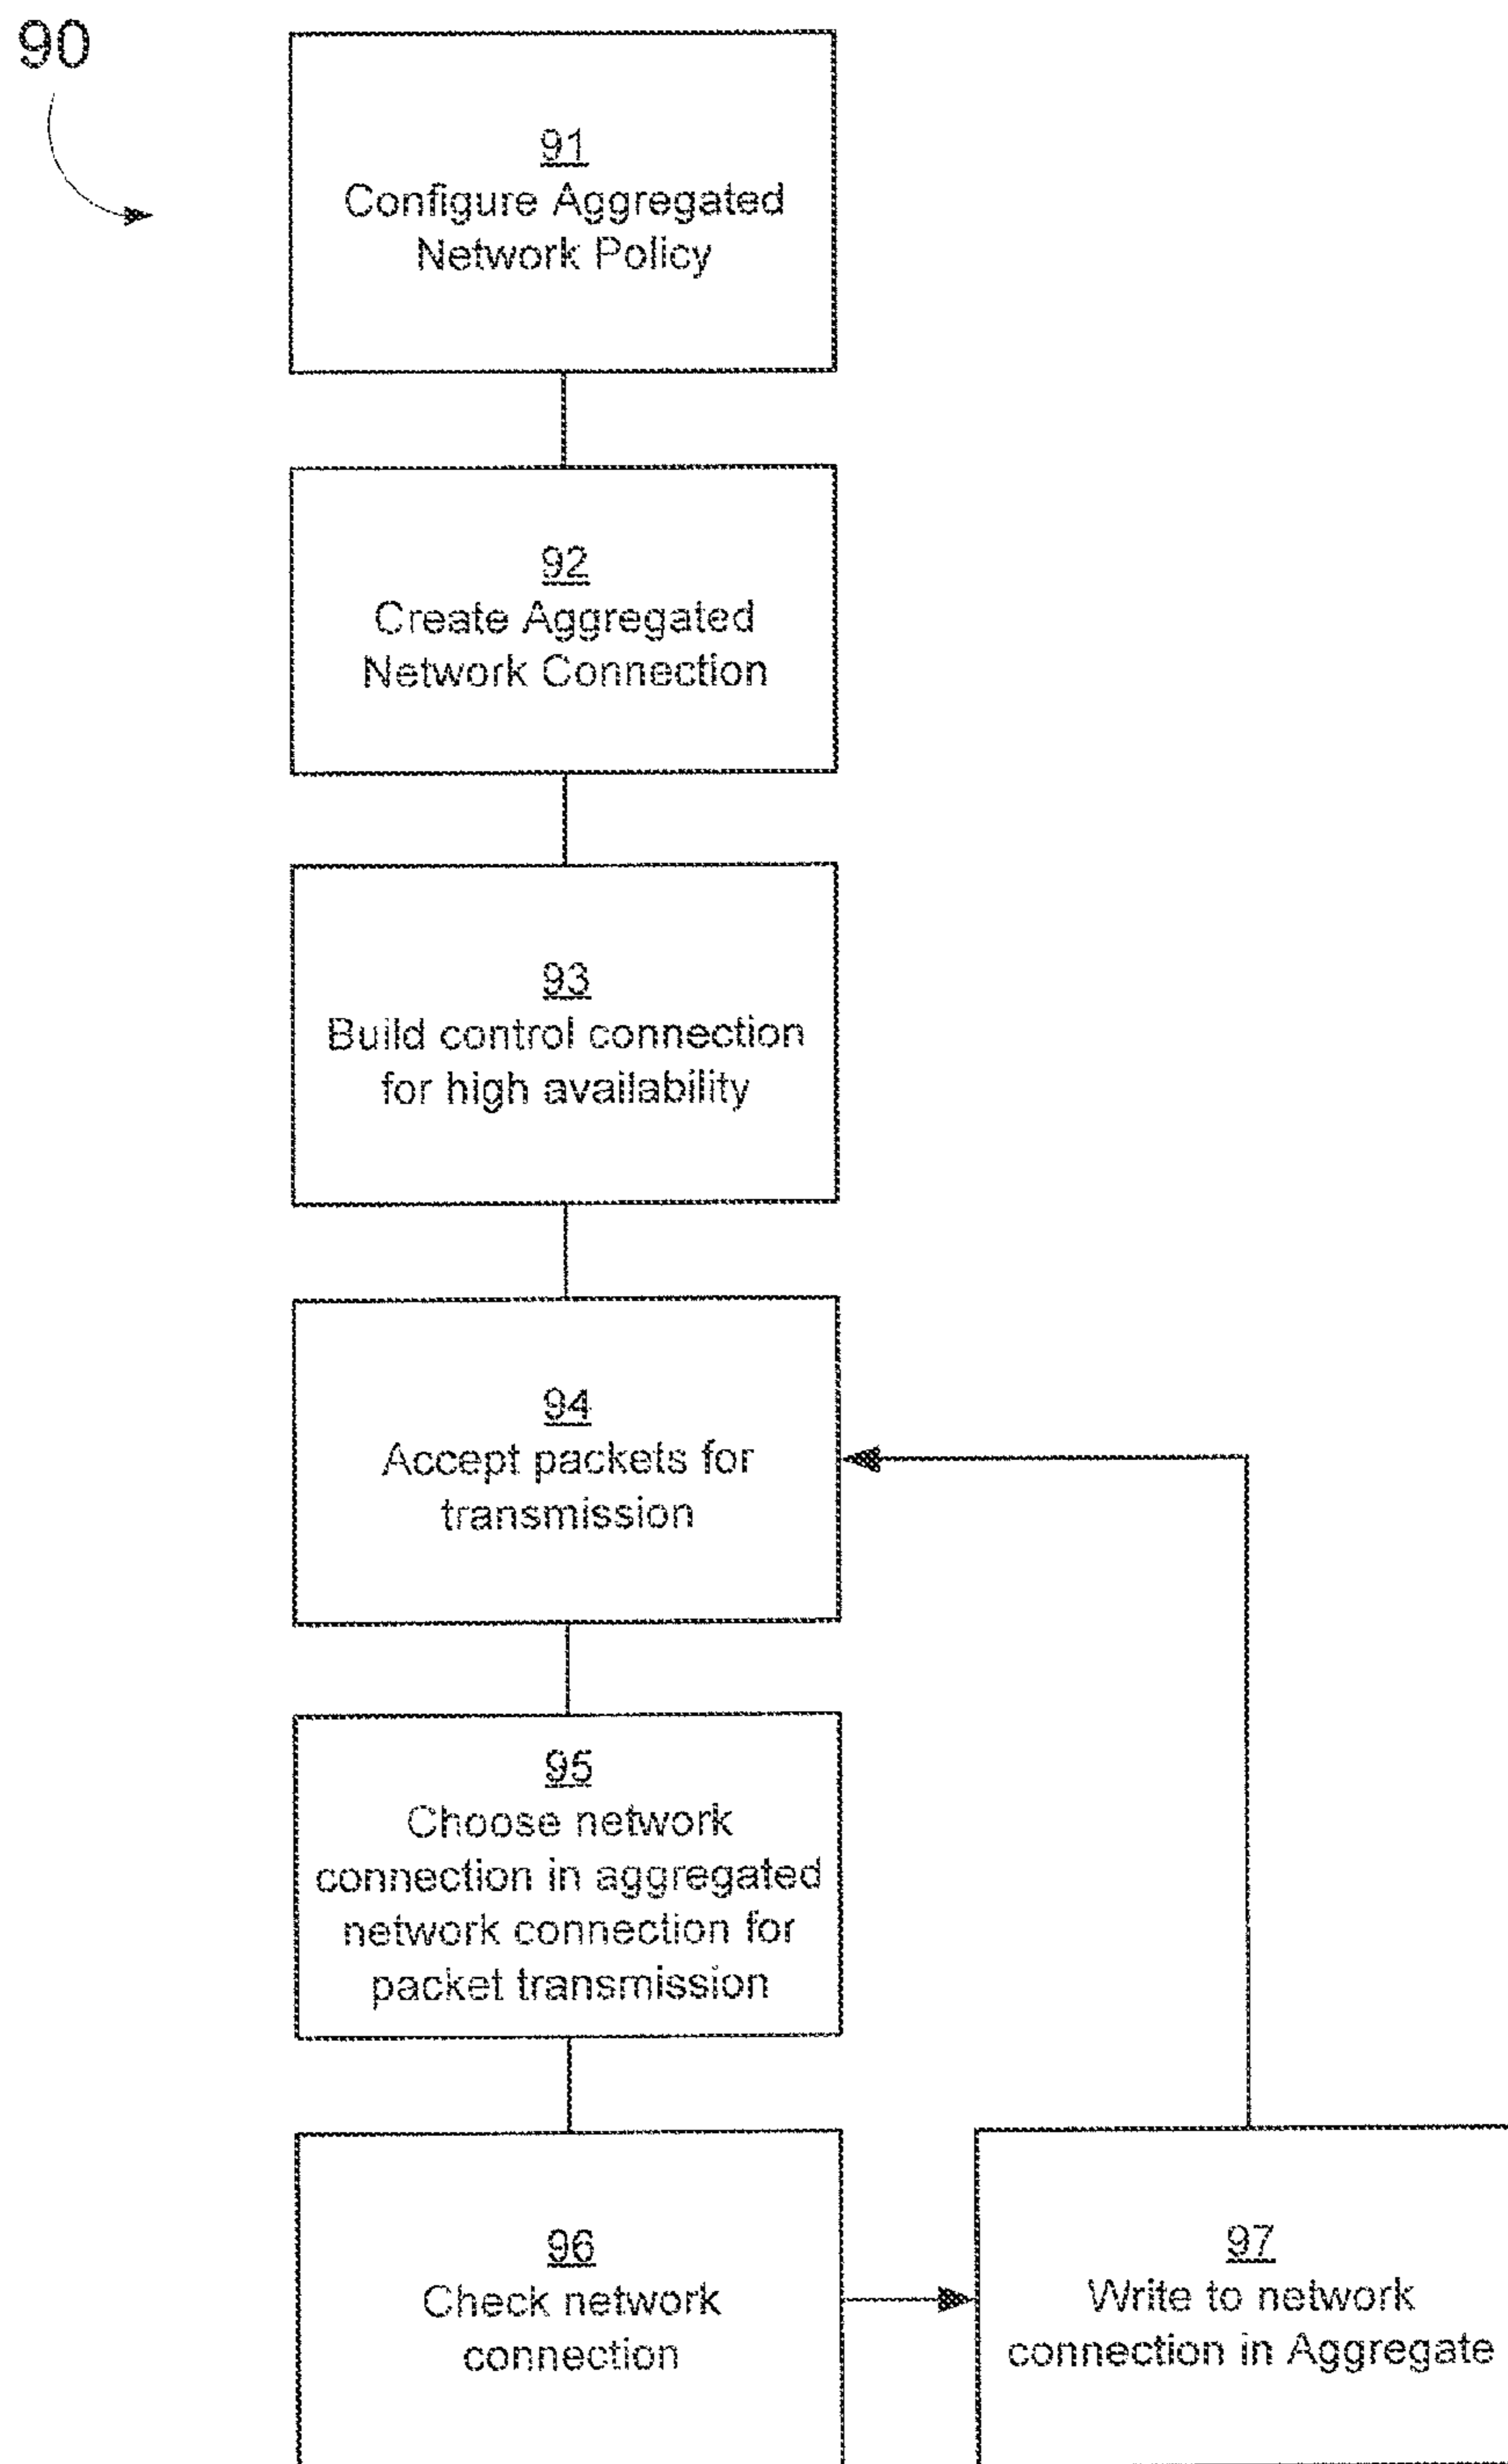 90
91
Configure Aggregated
Network Policy
92
Create Aggregated
Network Connection
93
Build control connection
for high availability
94
Accept packets for
transmission
95
Choose network
connection in aggregated
network connection for
packet transmission
96
Check network
connection
97
Write to network
connection in Aggregate